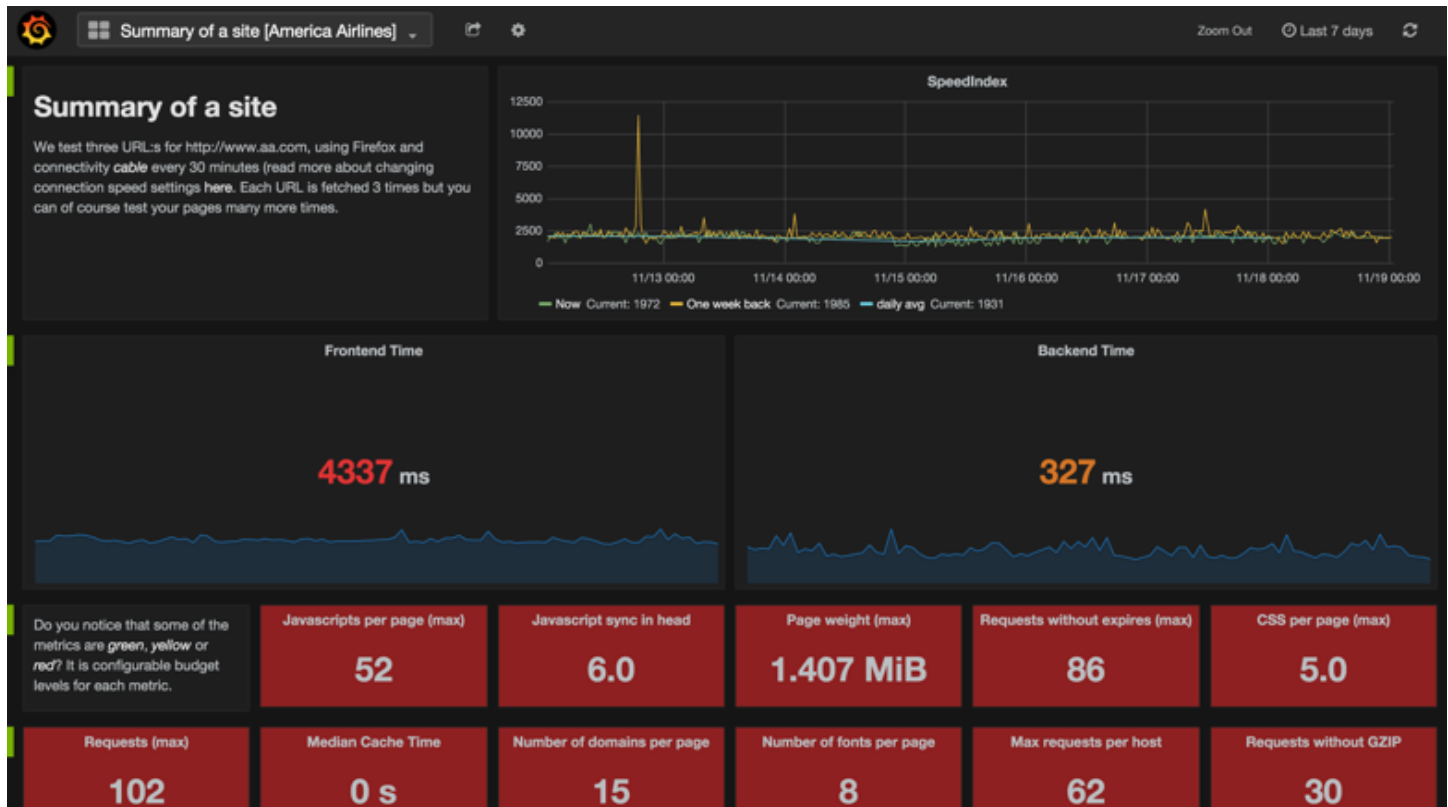 Summary of a site [America Airlines]
Zoom Out
Last 7 days
Summary of a site
We test three URL:s for http://www.aa.com, using Firefox and
connectivity cable every 30 minutes (read more about changing
connection speed settings here. Each URL is fetched 3 times but you
can of course test your pages many more times.
SpeedIndex
12500
10000
7500
5000
2500
0
11/13 00:00 11/14 00:00 11/15 00:00 11/16 00:00 11/17 00:00 11/18 00:00 11/19 00:00
Now Current: 1972 One week back Current: 1985 daily avg Current: 1931
Frontend Time
4337 ms
Backend Time
327 ms
Do you notice that some of the
metrics are green, yellow or
red? It is configurable budget
levels for each metric.
Javascripts per page (max)
52
Javascript sync in head
6.0
Page weight (max)
1.407 MiB
Requests without expires (max)
86
CSS per page (max)
5.0
Requests (max)
102
Median Cache Time
0 s
Number of domains per page
15
Number of fonts per page
8
Max requests per host
62
Requests without GZIP
30